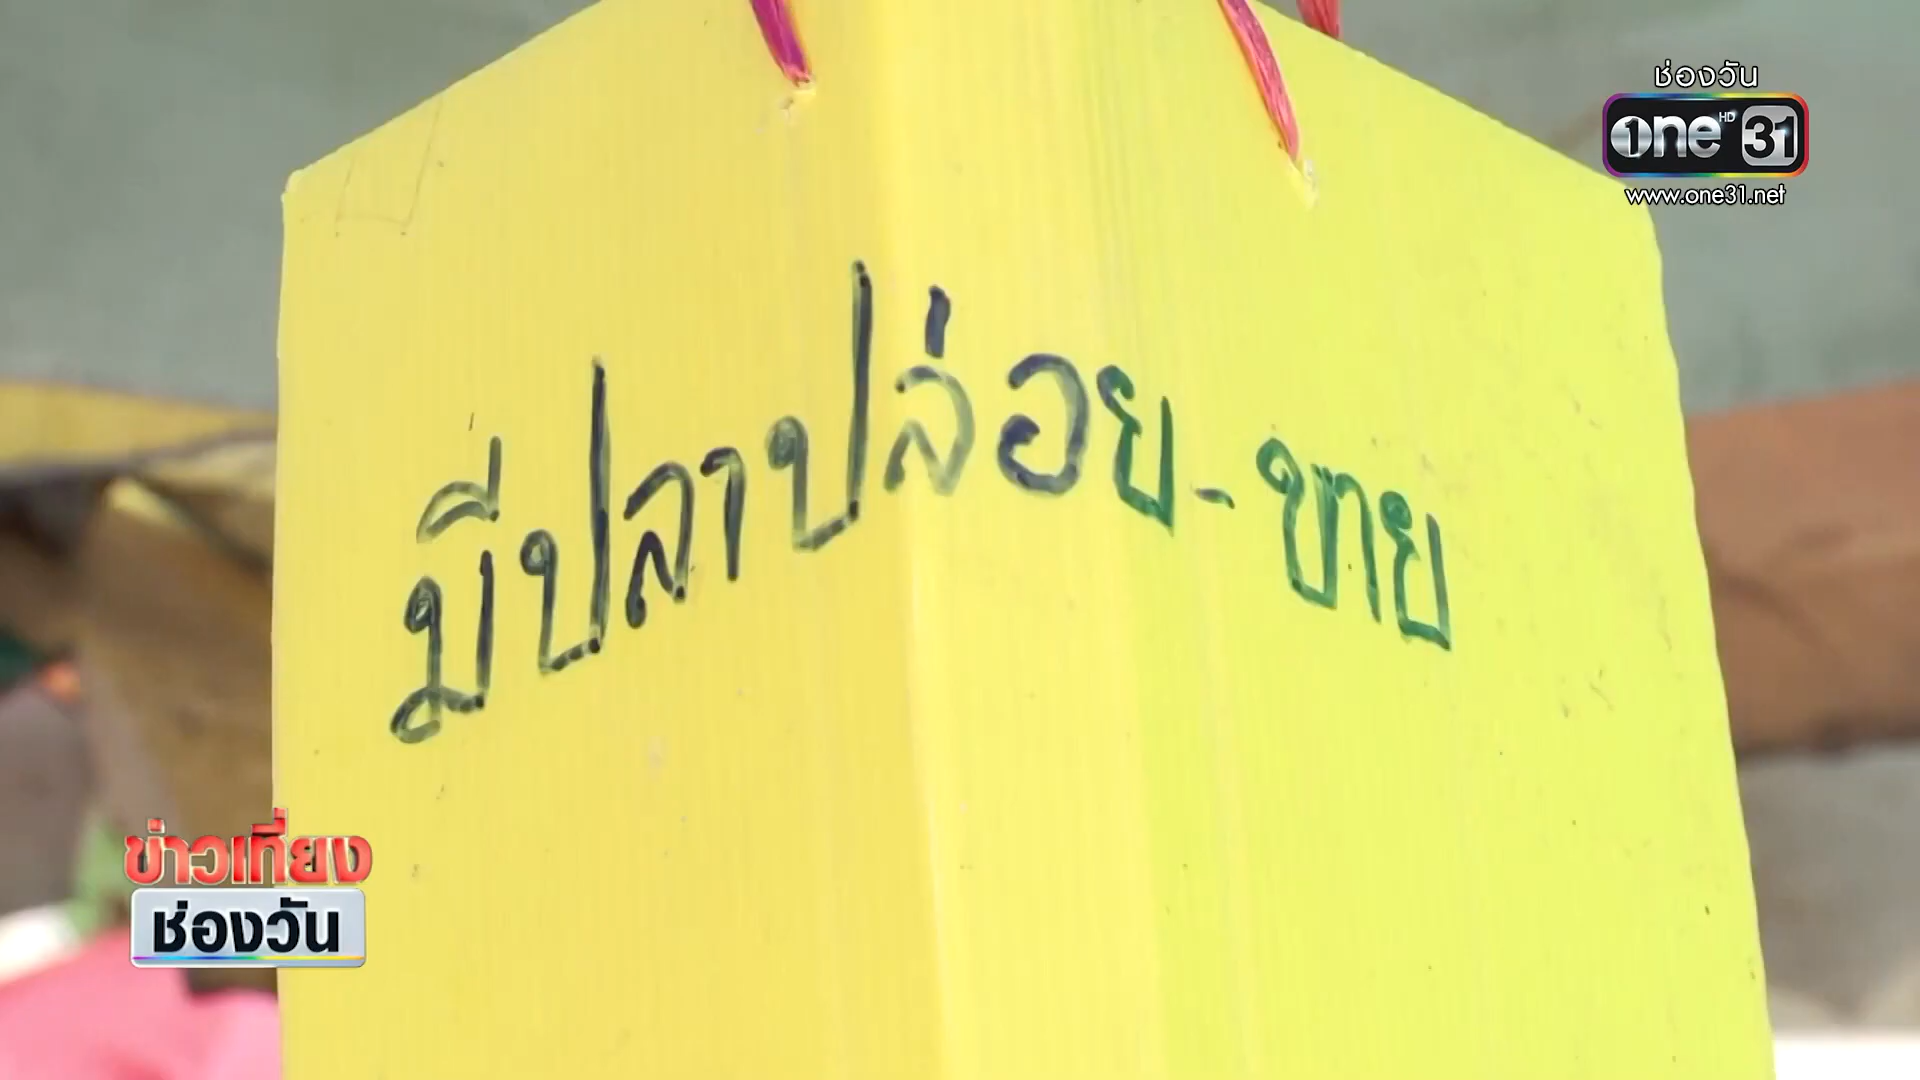 ช่องวัน
one HD 31
www.one31.net
มีปลาปล่อย - ขาย
ข่าวเที่ยง
ช่องวัน